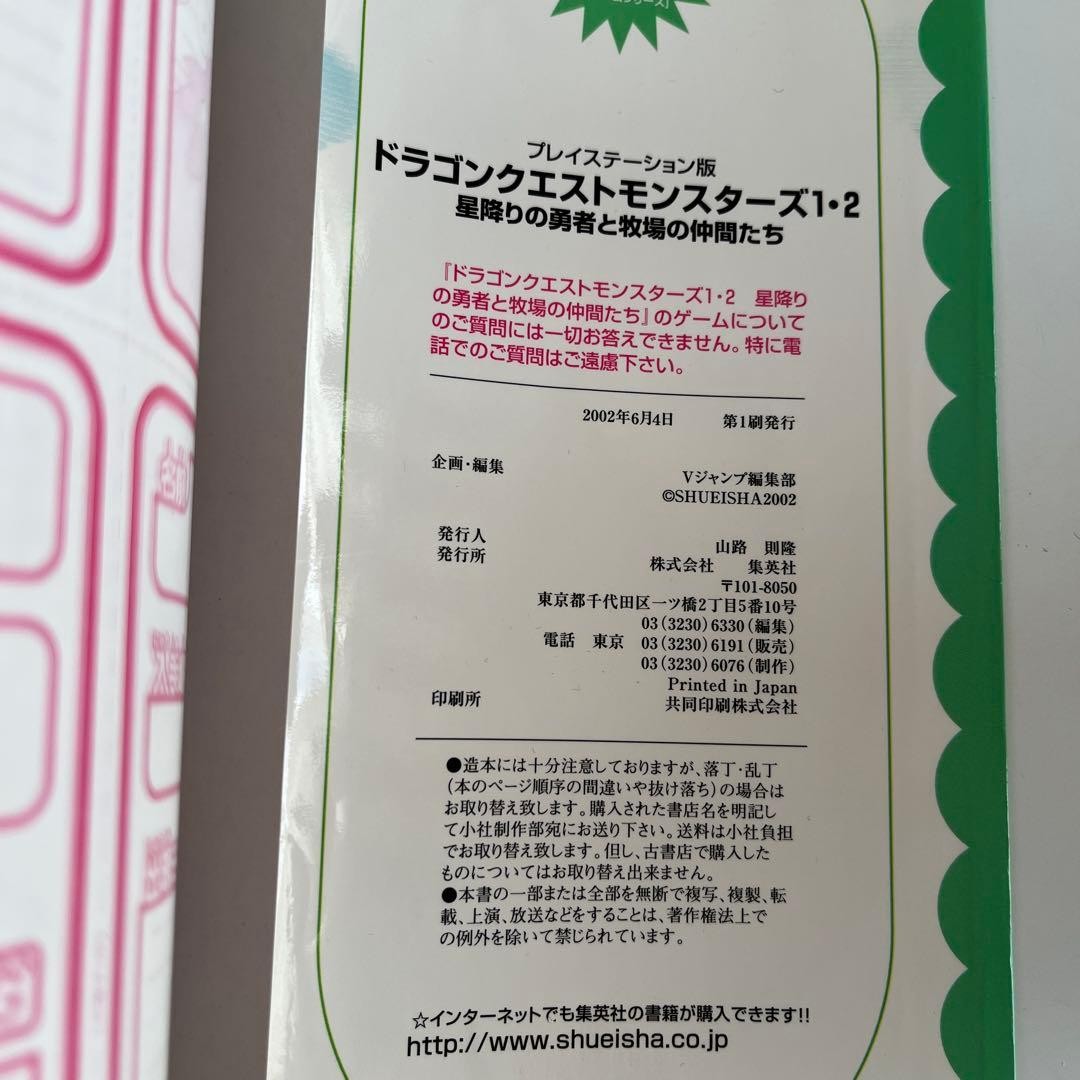 プレイステーション版
ドラゴンクエストモンスターズ1・2
星降りの勇者と牧場の仲間たち
『ドラゴンクエストモンスターズ1・2 星降り
の勇者と牧場の仲間たち』のゲームについて
のご質問には一切お答えできません。特に電
話でのご質問はご遠慮下さい。
2002年6月4日 第1刷発行
企画・編集 Vジャンプ編集部
©SHUEISHA2002
発行人 山路 則隆
発行所 株式会社 集英社
〒101-8050
東京都千代田区一ツ橋2丁目5番10号
03(3230)6330(編集)
電話 東京 03(3230)6191(販売)
03(3230)6076(制作)
Printed in Japan
印刷所 共同印刷株式会社
●造本には十分注意しておりますが、落丁・乱丁
(本のページ順序の間違いや抜け落ち)の場合は
お取り替え致します。購入された書店名を明記し
て小社制作部宛にお送り下さい。送料は小社負担
でお取り替え致します。但し、古書店で購入した
ものについてはお取り替え出来ません。
●本書の一部または全部を無断で複写、複製、転
載、上演、放送などをすることは、著作権法上で
の例外を除いて禁じられています。
☆インターネットでも集英社の書籍が購入できます!!
http://www.shueisha.co.jp